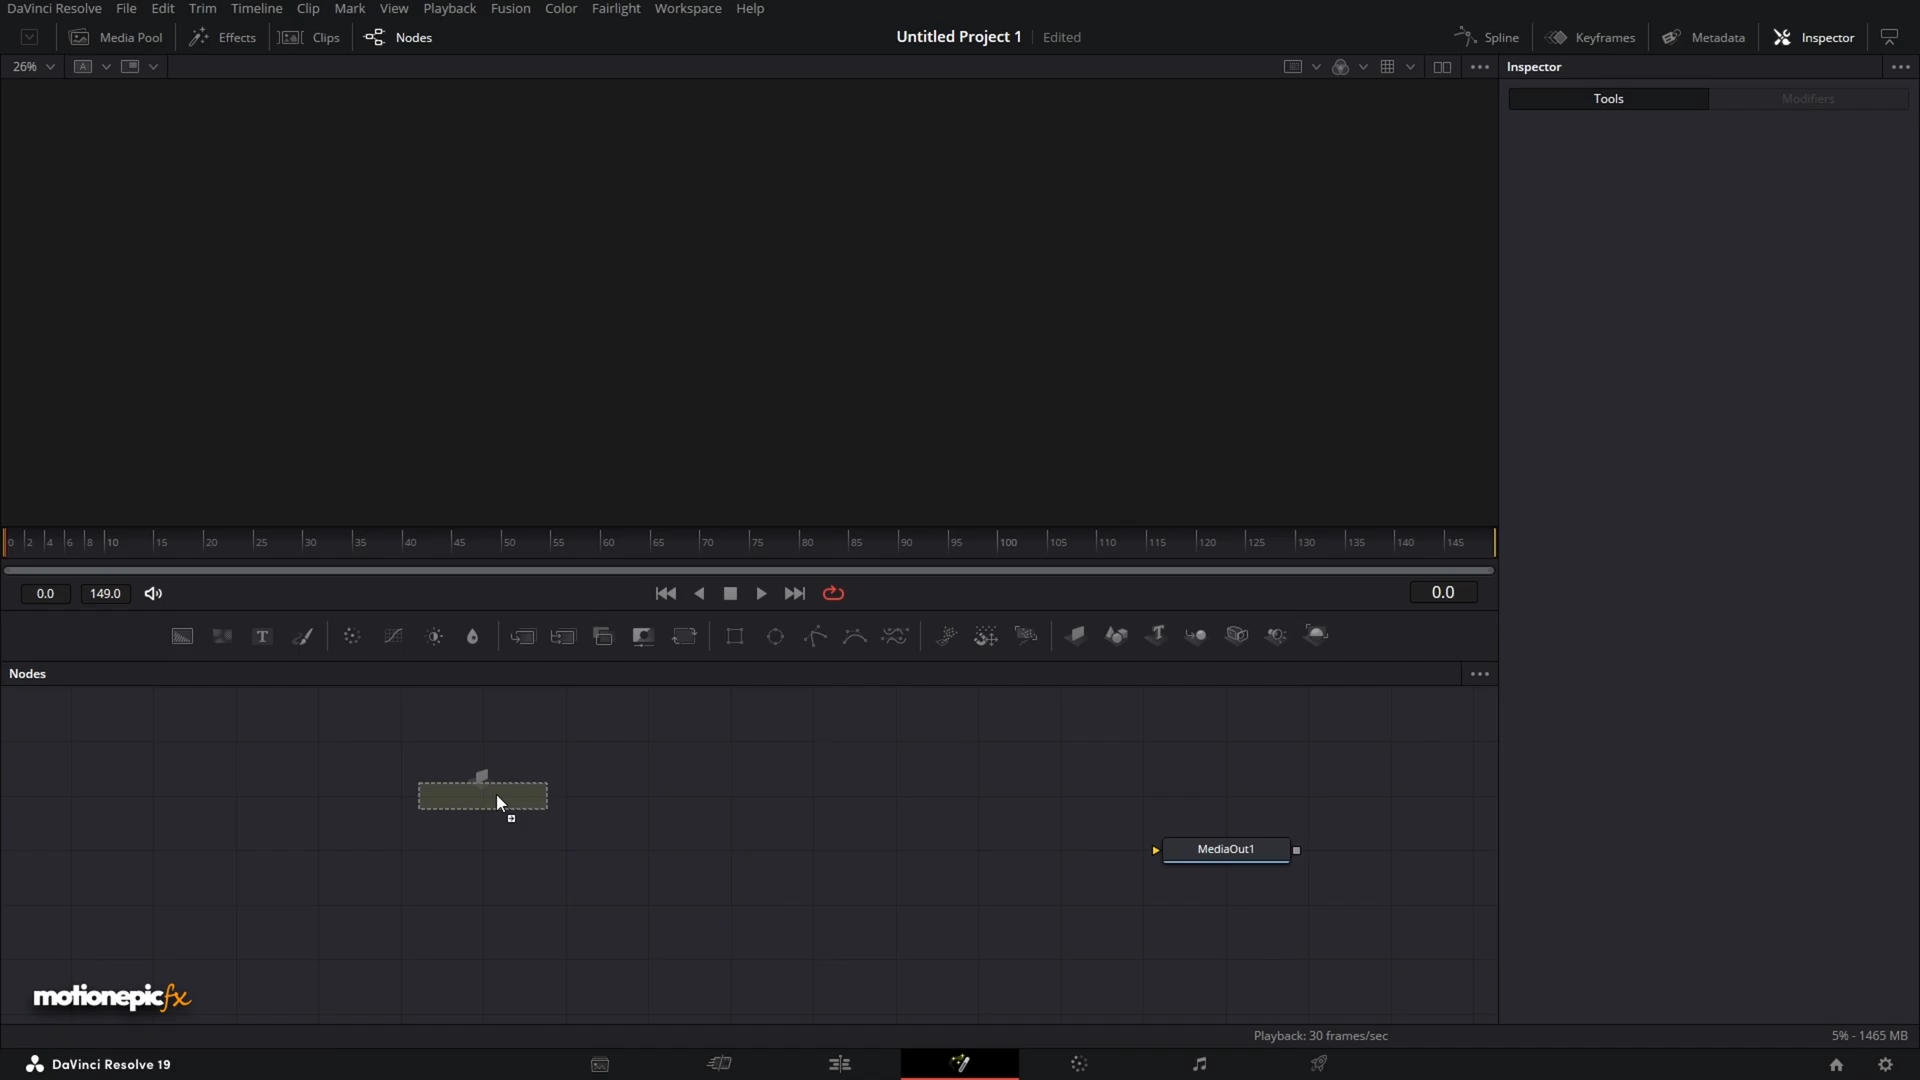 DaVinci Resolve File Edit Trim Timeline Clip Mark View Playback Fusion Color Fairlight Workspace Help
Media Pool Effects Clips Nodes Untitled Project 1 Edited Spline Keyframes Metadata Inspector
26% A Inspector
Tools Modifiers
0 2 4 6 8 10 15 20 25 30 35 40 45 50 55 60 65 70 75 80 85 90 95 100 105 110 115 120 125 130 135 140 145
0.0 149.0 0.0
T T
Nodes
MediaOut1
motionepicfx
Playback: 30 frames/sec 5% - 1465 MB
DaVinci Resolve 19